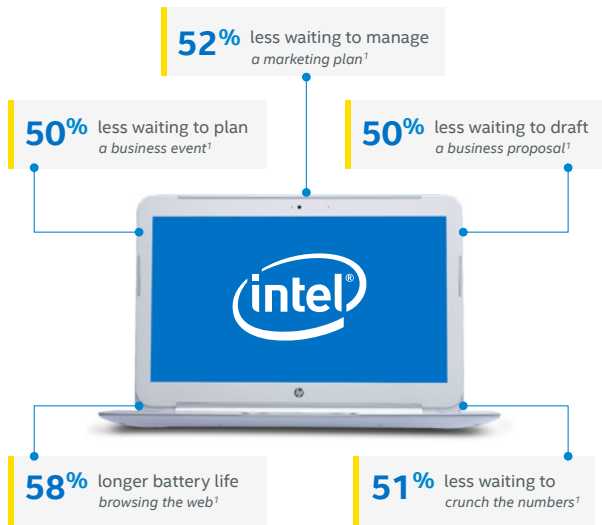 52% less waiting to manage
a marketing plan¹
50% less waiting to plan
a business event¹
50% less waiting to draft
a business proposal¹
intel®
hp
58% longer battery life
browsing the web¹
51% less waiting to
crunch the numbers¹